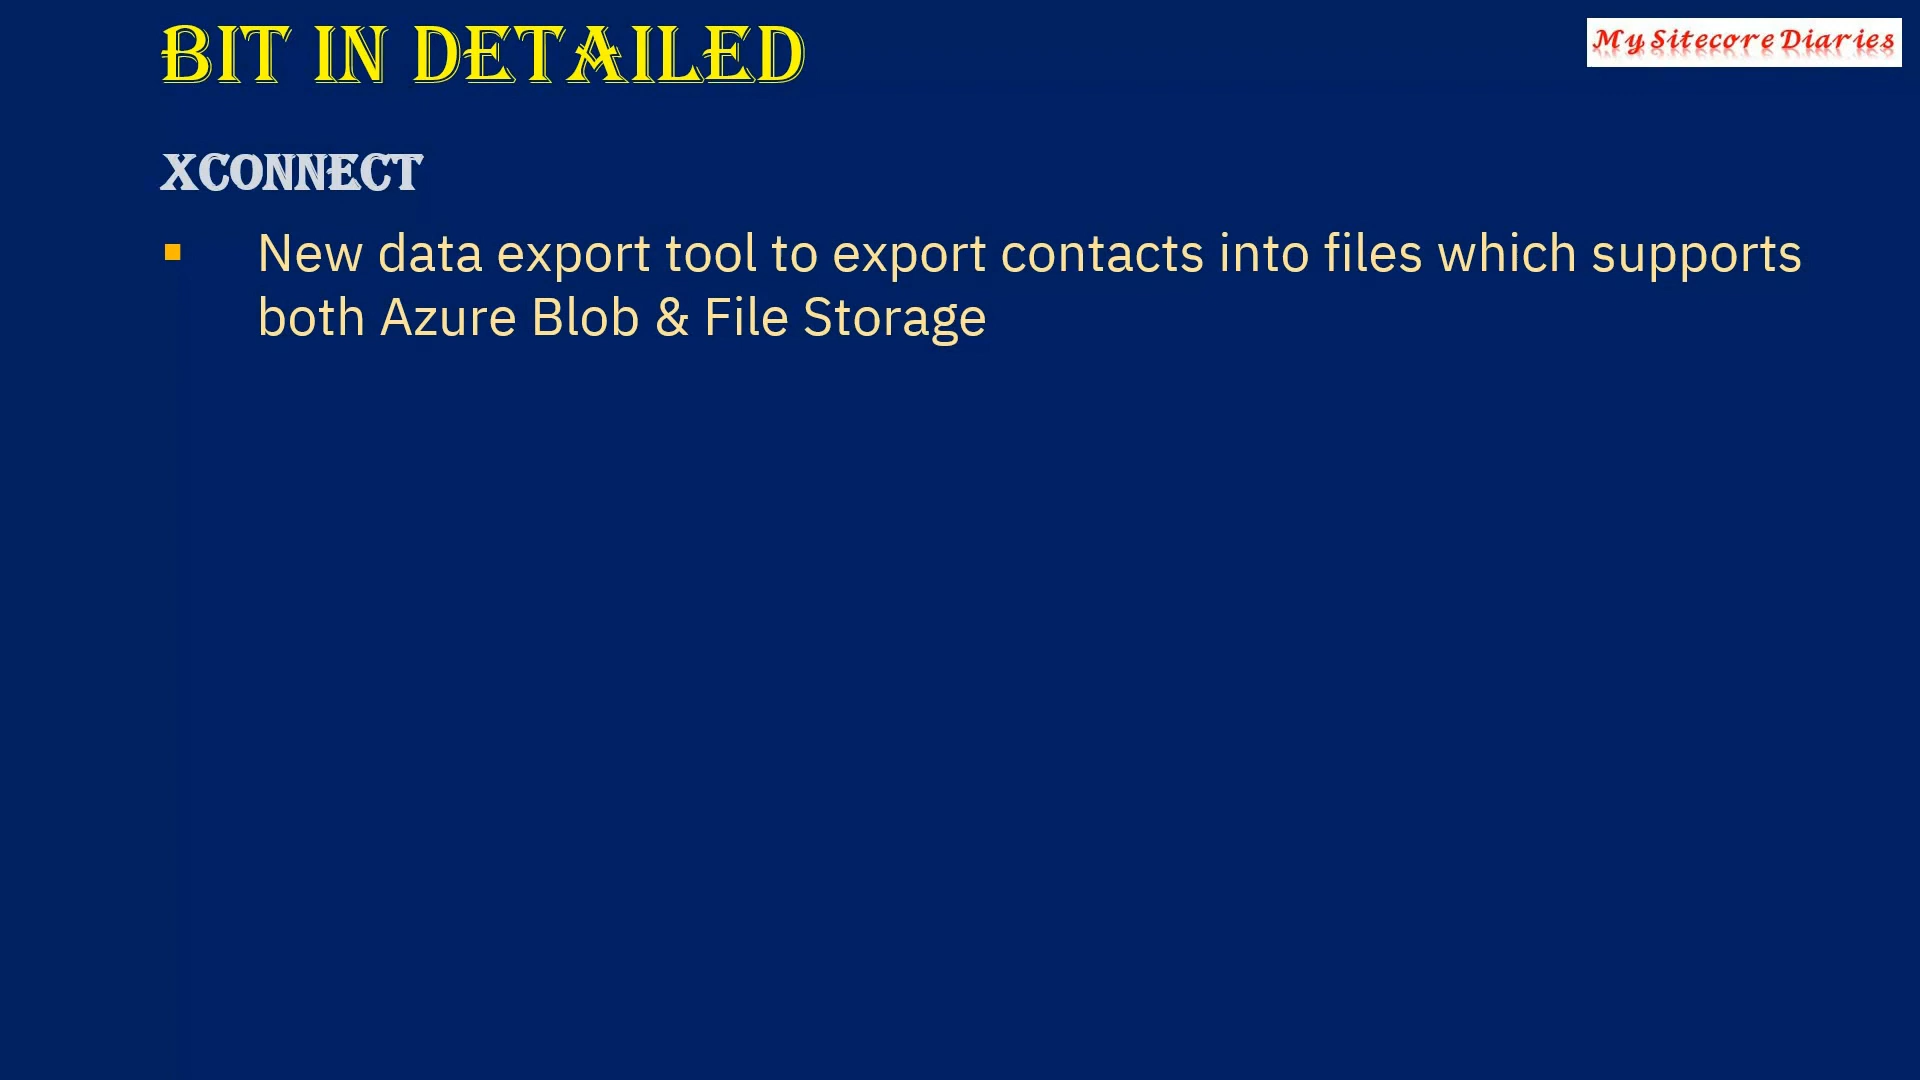 BIT IN DETAILED
My Sitecore Diaries
XCONNECT
New data export tool to export contacts into files which supports
both Azure Blob & File Storage